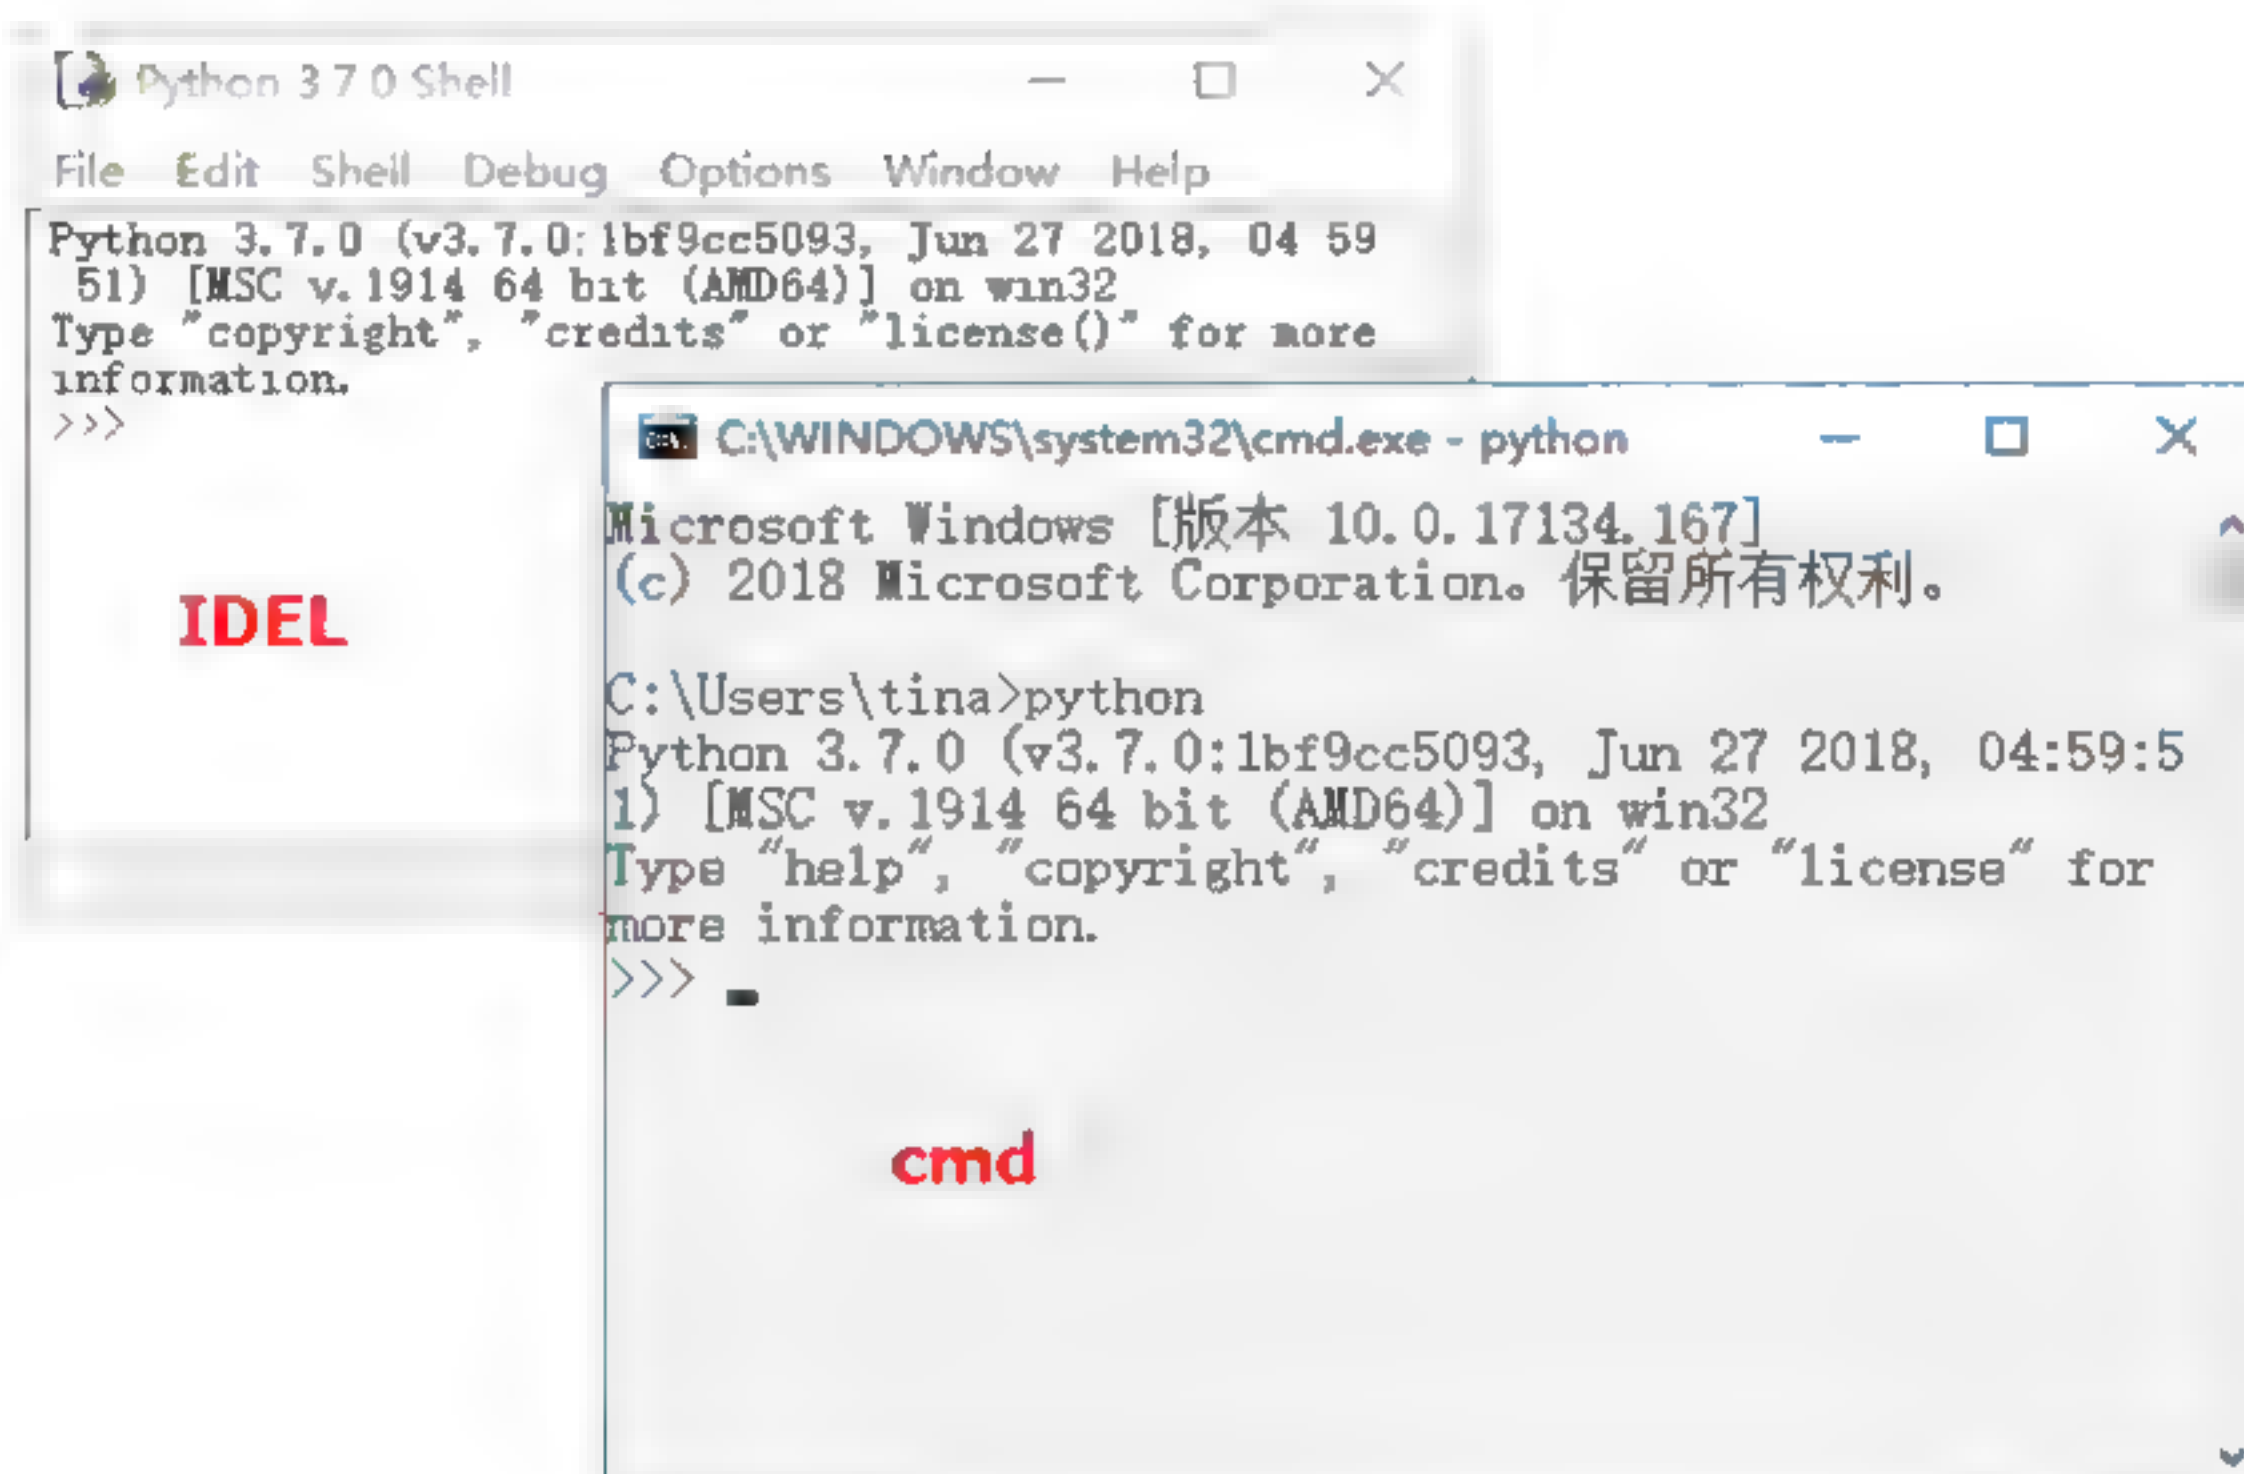 Python 3 7 0 Shell
File Edit Shell Debug Options Window Help
Python 3.7.0 (v3.7.0:1bf9cc5093, Jun 27 2018, 04 59
51) [MSC v.1914 64 bit (AMD64)] on win32
Type "copyright", "credits" or "license()" for more
information.
>>>
IDEL
C:\WINDOWS\system32\cmd.exe - python
Microsoft Windows [版本 10.0.17134.167]
(c) 2018 Microsoft Corporation。保留所有权利。
C:\Users\tina>python
Python 3.7.0 (v3.7.0:1bf9cc5093, Jun 27 2018, 04:59:5
1) [MSC v.1914 64 bit (AMD64)] on win32
Type "help", "copyright", "credits" or "license" for
more information.
>>>
cmd